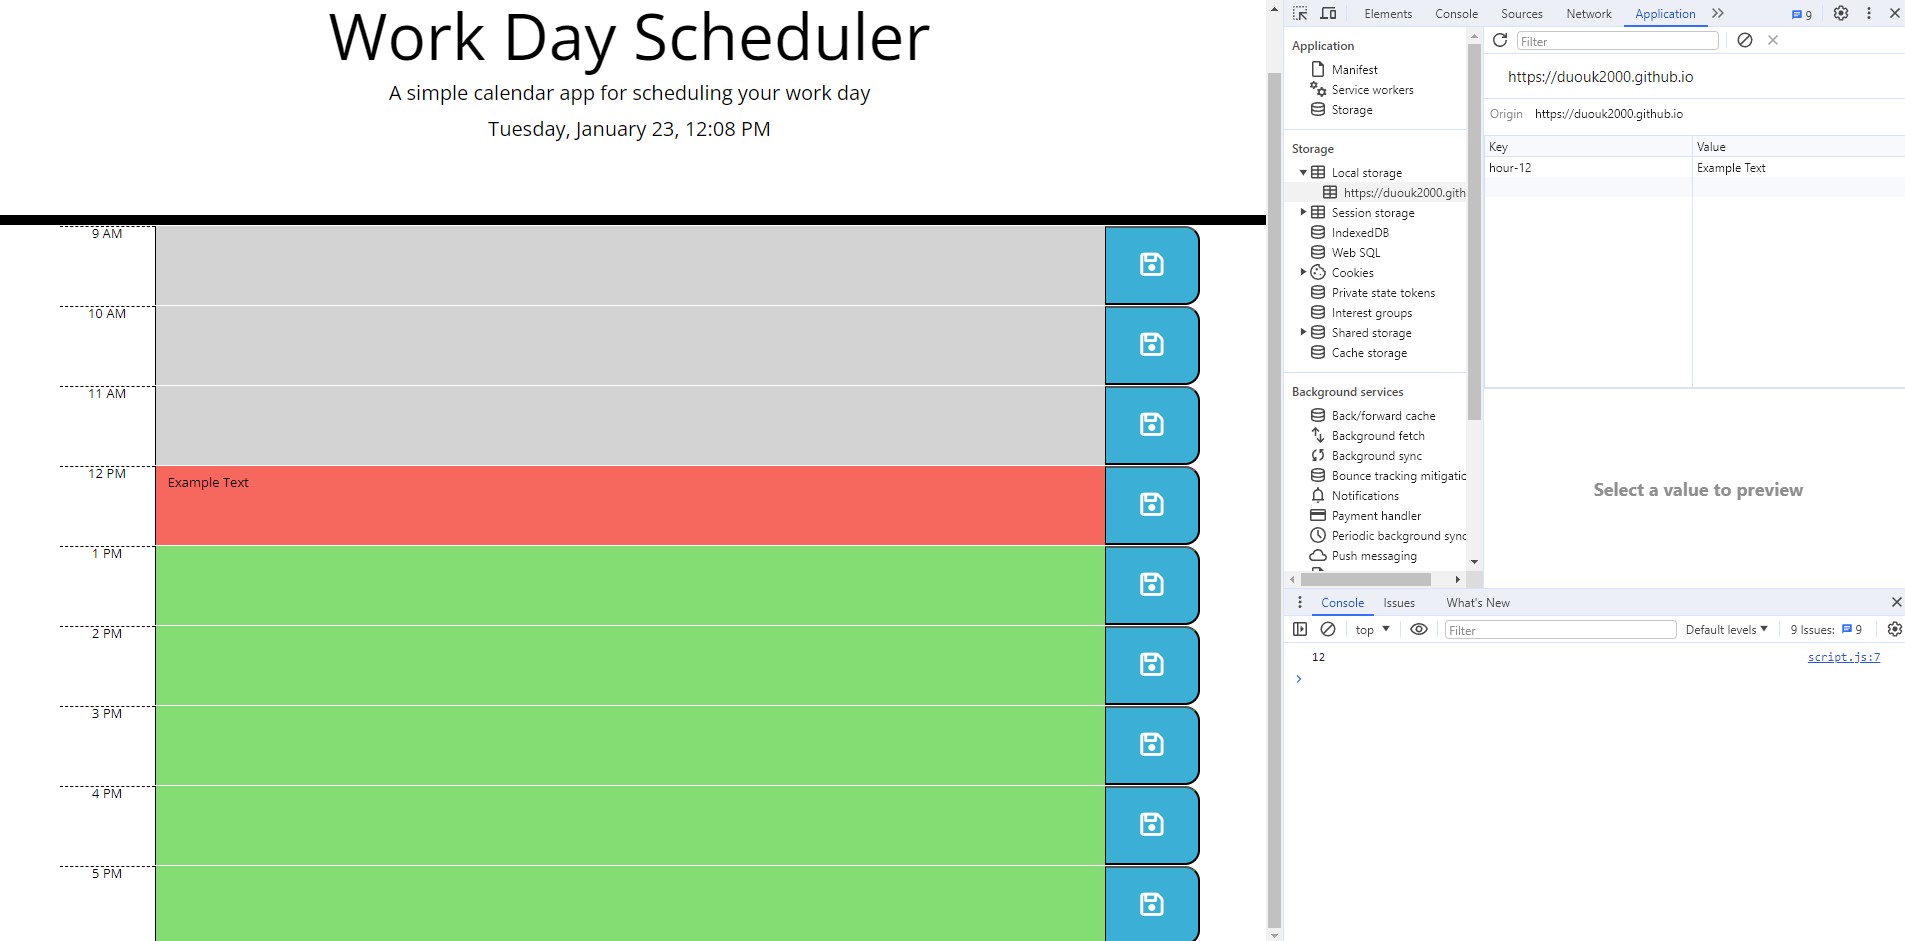 Work Day Scheduler
A simple calendar app for scheduling your work day
Tuesday, January 23, 12:08 PM
9 AM
10 AM
11 AM
12 PM
Example Text
1 PM
2 PM
3 PM
4 PM
5 PM
Elements Console Sources Network Application 9
Application
Manifest
Service workers
Storage
Storage
Local storage
https://duouk2000.gith
Session storage
IndexedDB
Web SQL
Cookies
Private state tokens
Interest groups
Shared storage
Cache storage
Background services
Back/forward cache
Background fetch
Background sync
Bounce tracking mitigatio
Notifications
Payment handler
Periodic background sync
Push messaging
Filter
https://duouk2000.github.io
Origin https://duouk2000.github.io
Key Value
hour-12 Example Text
Select a value to preview
Console Issues What's New
top Filter Default levels 9 Issues: 9
12 script.js:7